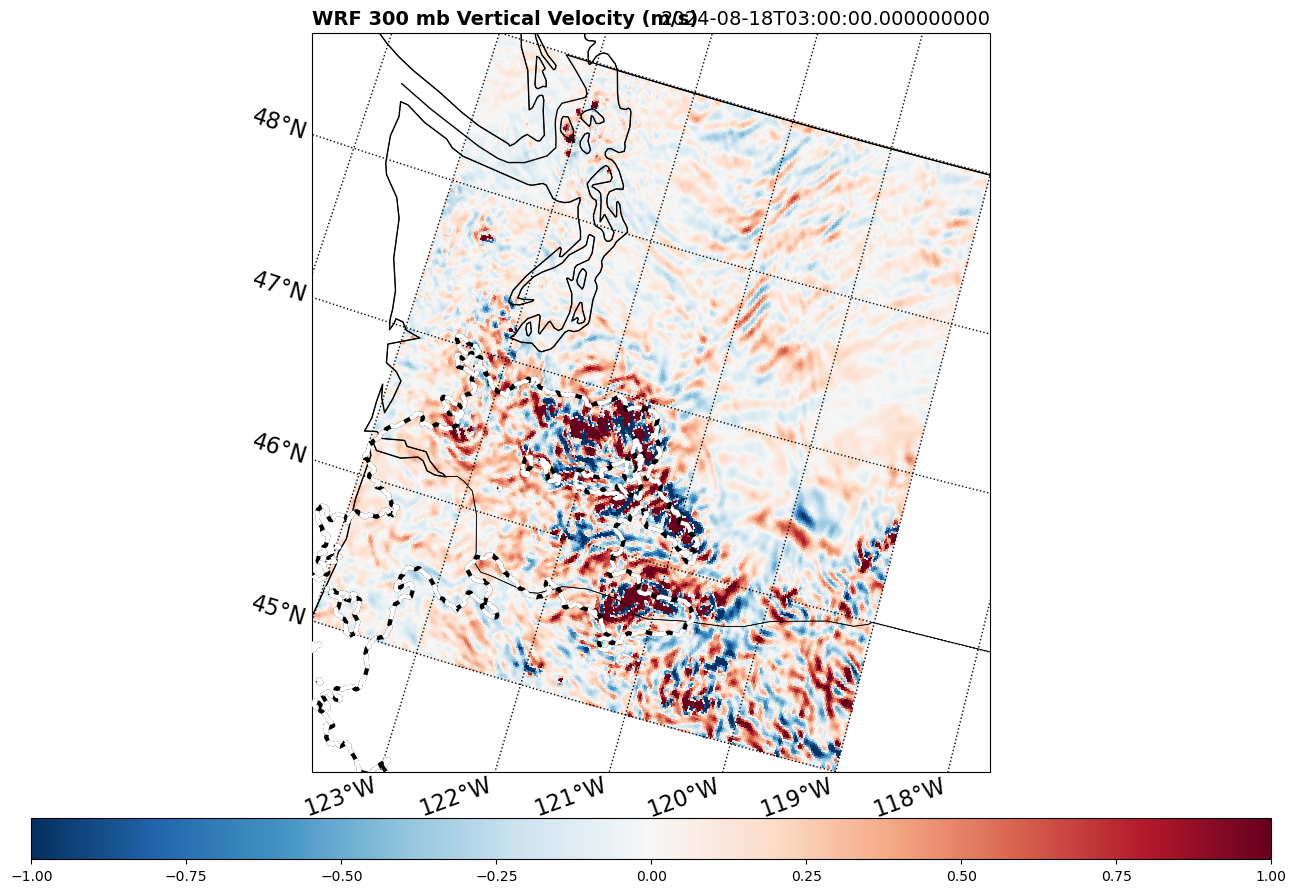 WRF 300 mb Vertical Velocity (m/s) 2024-08-18T03:00:00.000000000
48°N
47°N
46°N
45°N
123°W 122°W 121°W 120°W 119°W 118°W
−1.00 −0.75 −0.50 −0.25 0.00 0.25 0.50 0.75 1.00